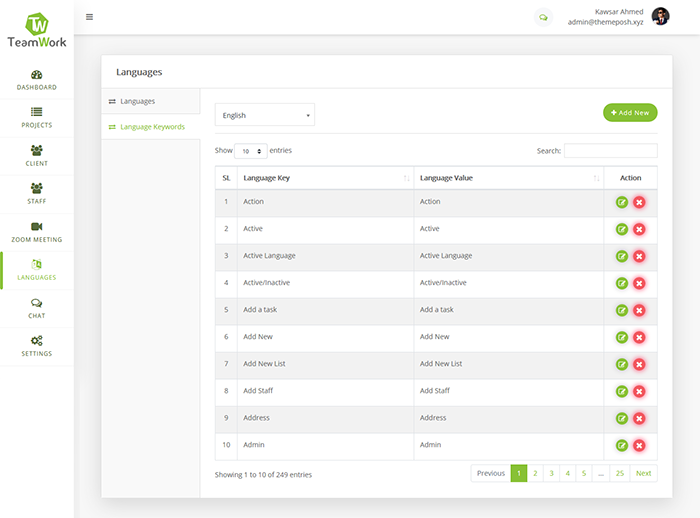 TW
TeamWork
Kawsar Ahmed
admin@themeposh.xyz
DASHBOARD
PROJECTS
CLIENT
STAFF
ZOOM MEETING
LANGUAGES
CHAT
SETTINGS
Languages
Languages
Language Keywords
English
+ Add New
Show 10 entries
Search:
SL Language Key Language Value Action
1 Action Action
2 Active Active
3 Active Language Active Language
4 Active/Inactive Active/Inactive
5 Add a task Add a task
6 Add New Add New
7 Add New List Add New List
8 Add Staff Add Staff
9 Address Address
10 Admin Admin
Showing 1 to 10 of 249 entries
Previous 1 2 3 4 5 ... 25 Next